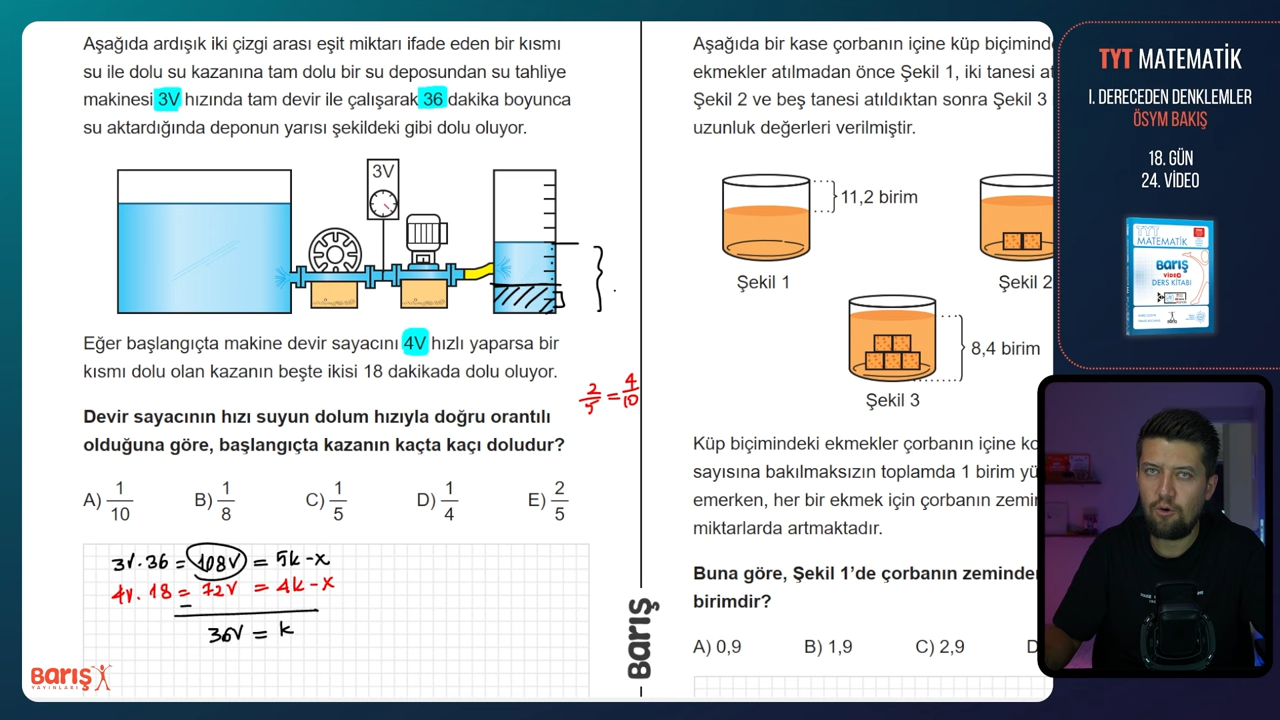 Aşağıda ardışık iki çizgi arası eşit miktarı ifade eden bir kısmı
su ile dolu su kazanına tam dolu bir su deposundan su tahliye
makinesi 3V hızında tam devir ile çalışarak 36 dakika boyunca
su aktardığında deponun yarısı şekildeki gibi dolu oluyor.
3V
Eğer başlangıçta makine devir sayacını 4V hızlı yaparsa bir
kısmı dolu olan kazanın beşte ikisi 18 dakikada dolu oluyor.
2/5 = 4/10
Devir sayacının hızı suyun dolum hızıyla doğru orantılı
olduğuna göre, başlangıçta kazanın kaçta kaçı doludur?
A) 1/10 B) 1/8 C) 1/5 D) 1/4 E) 2/5
3V.36 = 108V = 5k-x
4V.18 = 72V = 4k-x
36V = k
BARIŞ
YAYINLARI
Barış
Aşağıda bir kase çorbanın içine küp biçimind
ekmekler atılmadan önce Şekil 1, iki tanesi a
Şekil 2 ve beş tanesi atıldıktan sonra Şekil 3
uzunluk değerleri verilmiştir.
11,2 birim
Şekil 1
Şekil 2
8,4 birim
Şekil 3
Küp biçimindeki ekmekler çorbanın içine ko
sayısına bakılmaksızın toplamda 1 birim yü
emerken, her bir ekmek için çorbanın zemi
miktarlarda artmaktadır.
Buna göre, Şekil 1'de çorbanın zeminde
birimdir?
A) 0,9 B) 1,9 C) 2,9 D
TYT MATEMATİK
I. DERECEDEN DENKLEMLER
ÖSYM BAKIŞ
18. GÜN
24. VİDEO
TYT
MATEMATİK
BARIŞ
VİDEO
DERS KİTABI